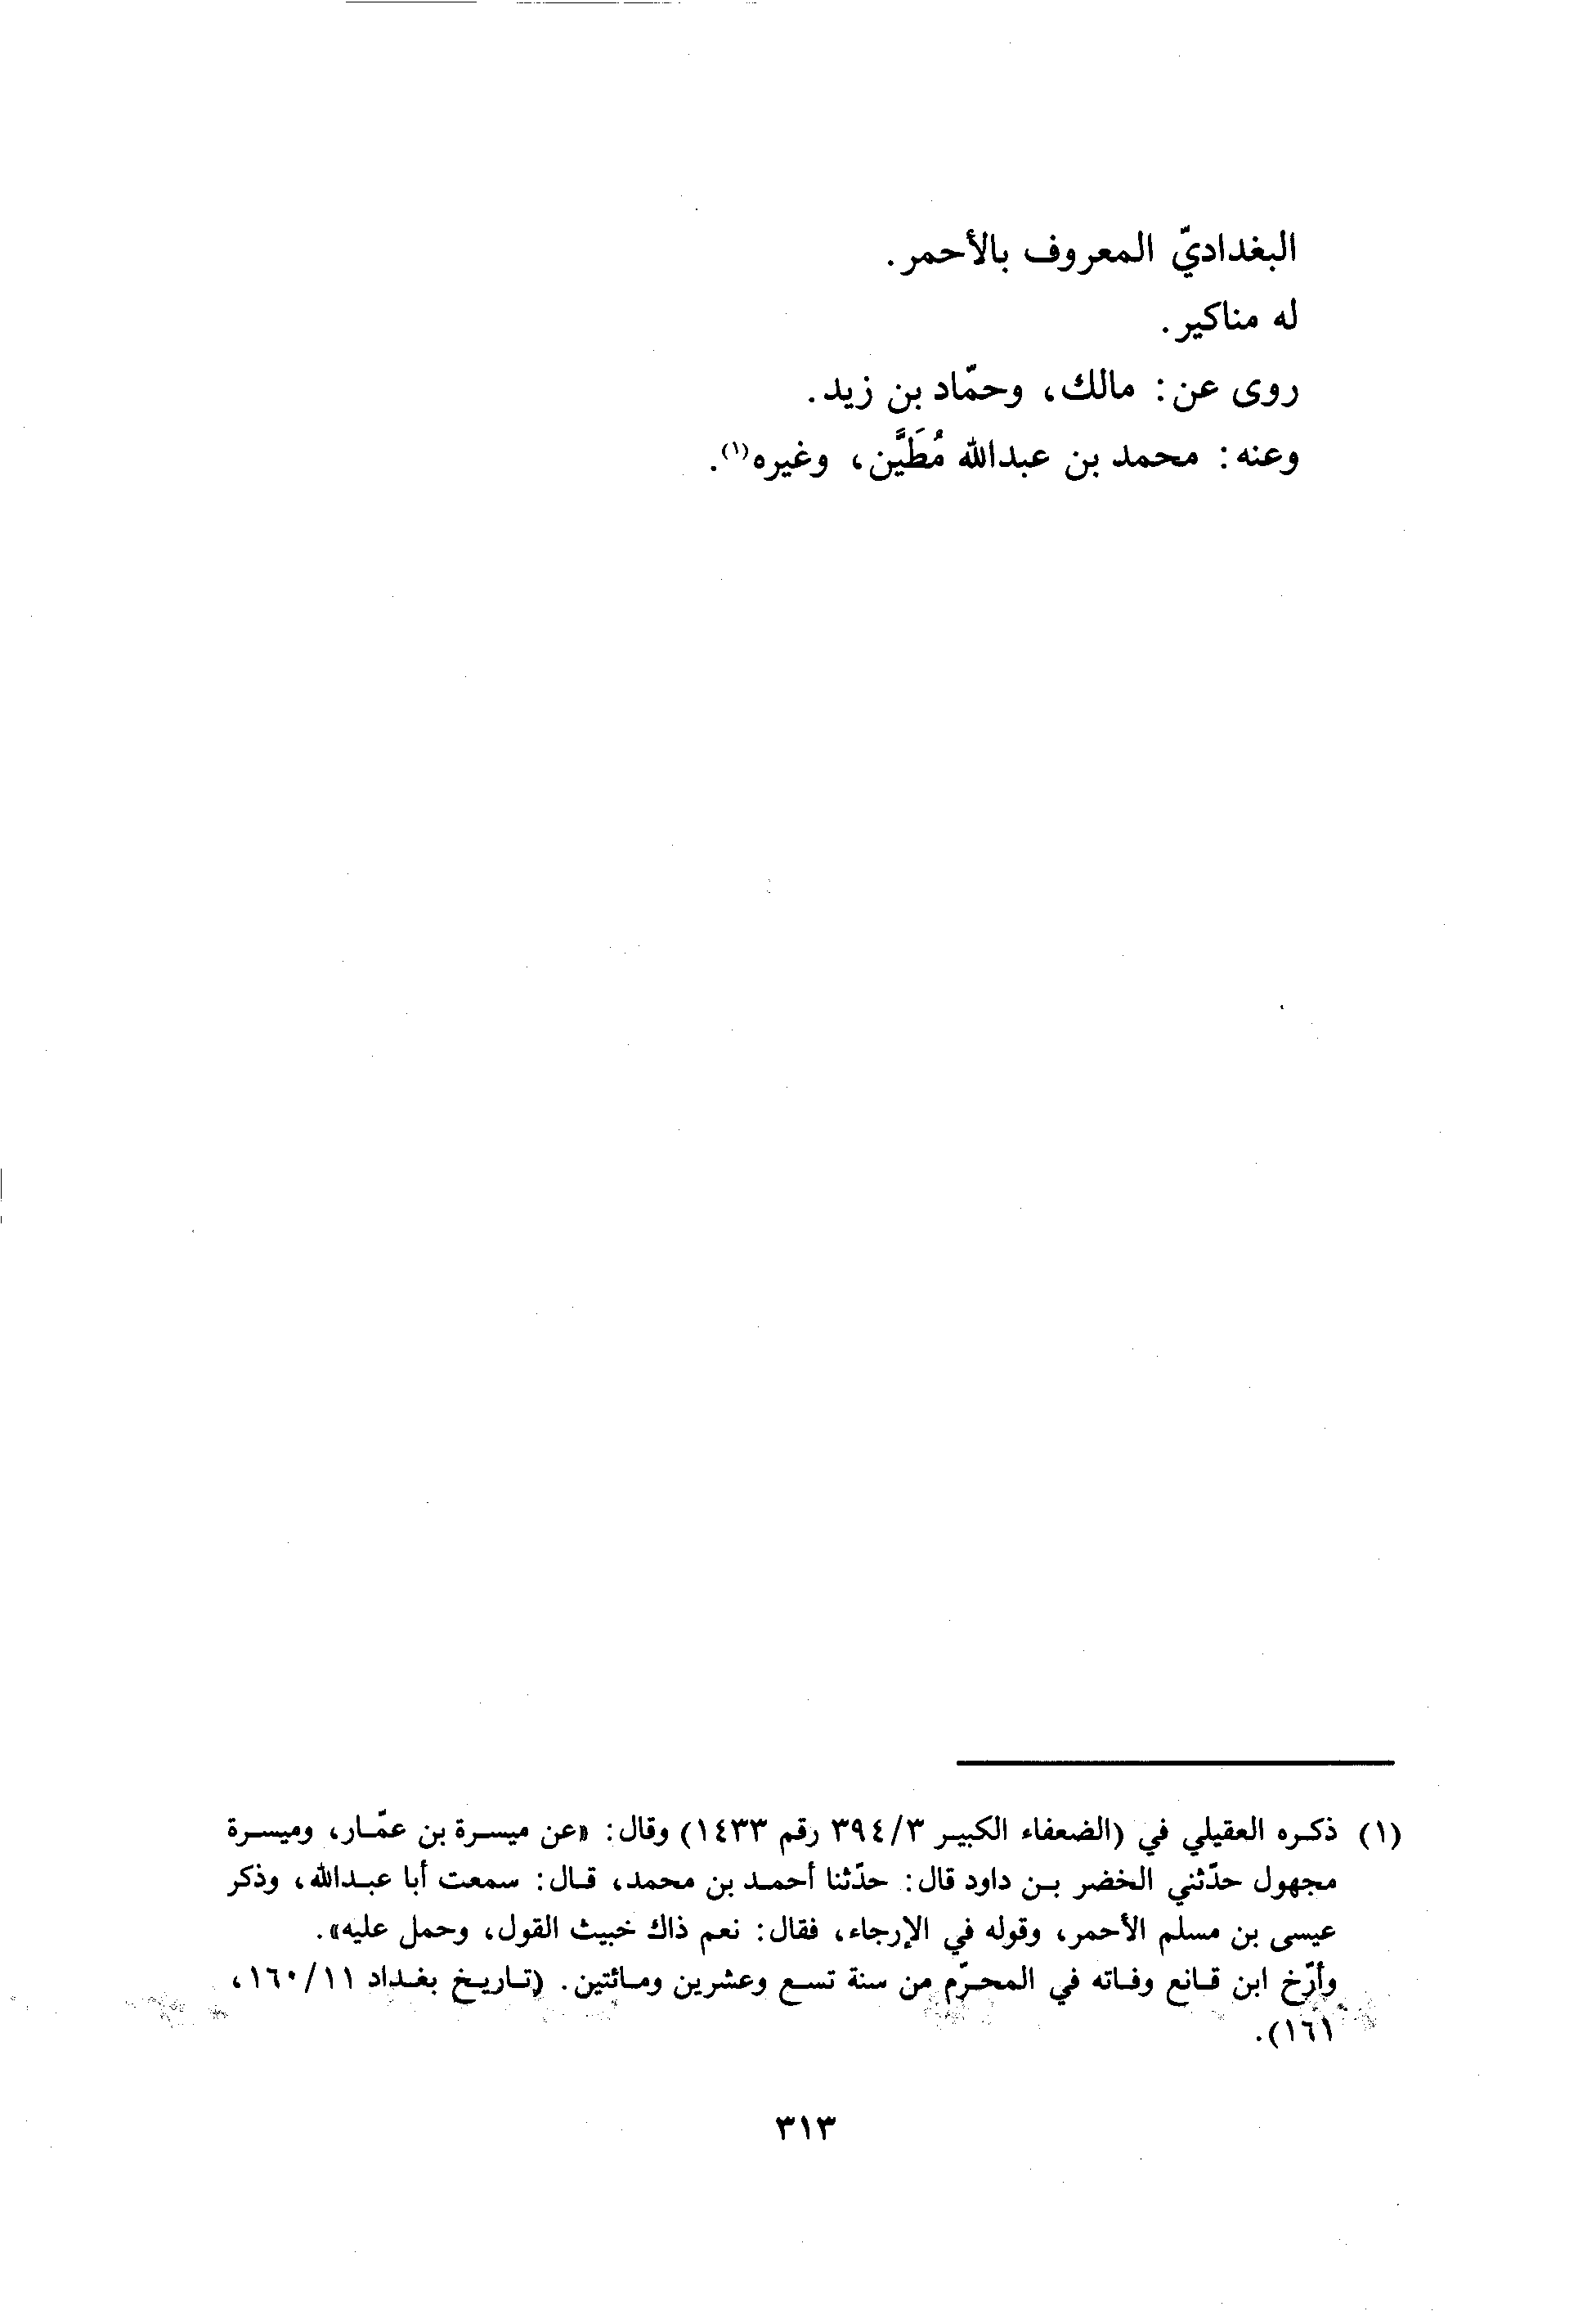 البغداديّ المعروف بالأحمر.
له مناكير.
روى عن: مالك، وحمّاد بن زيد.
وعنه: محمد بن عبدالله مُطَيَّن، وغيره(١).
(١) ذكره العقيلي في (الضعفاء الكبير ٣٩٤/٣ رقم ١٤٣٣) وقال: «عن ميسرة بن عمّار، وميسرة
مجهول حدّثني الخضر بن داود قال: حدّثنا أحمد بن محمد، قال: سمعت أبا عبدالله، وذكر
عيسى بن مسلم الأحمر، وقوله في الإرجاء، فقال: نعم ذاك خبيث القول، وحمل عليه».
وأرّخ ابن قانع وفاته في المحرّم من سنة تسع وعشرين ومائتين. (تاريخ بغداد ١٦٠/١١،
١٦١).
٣١٣